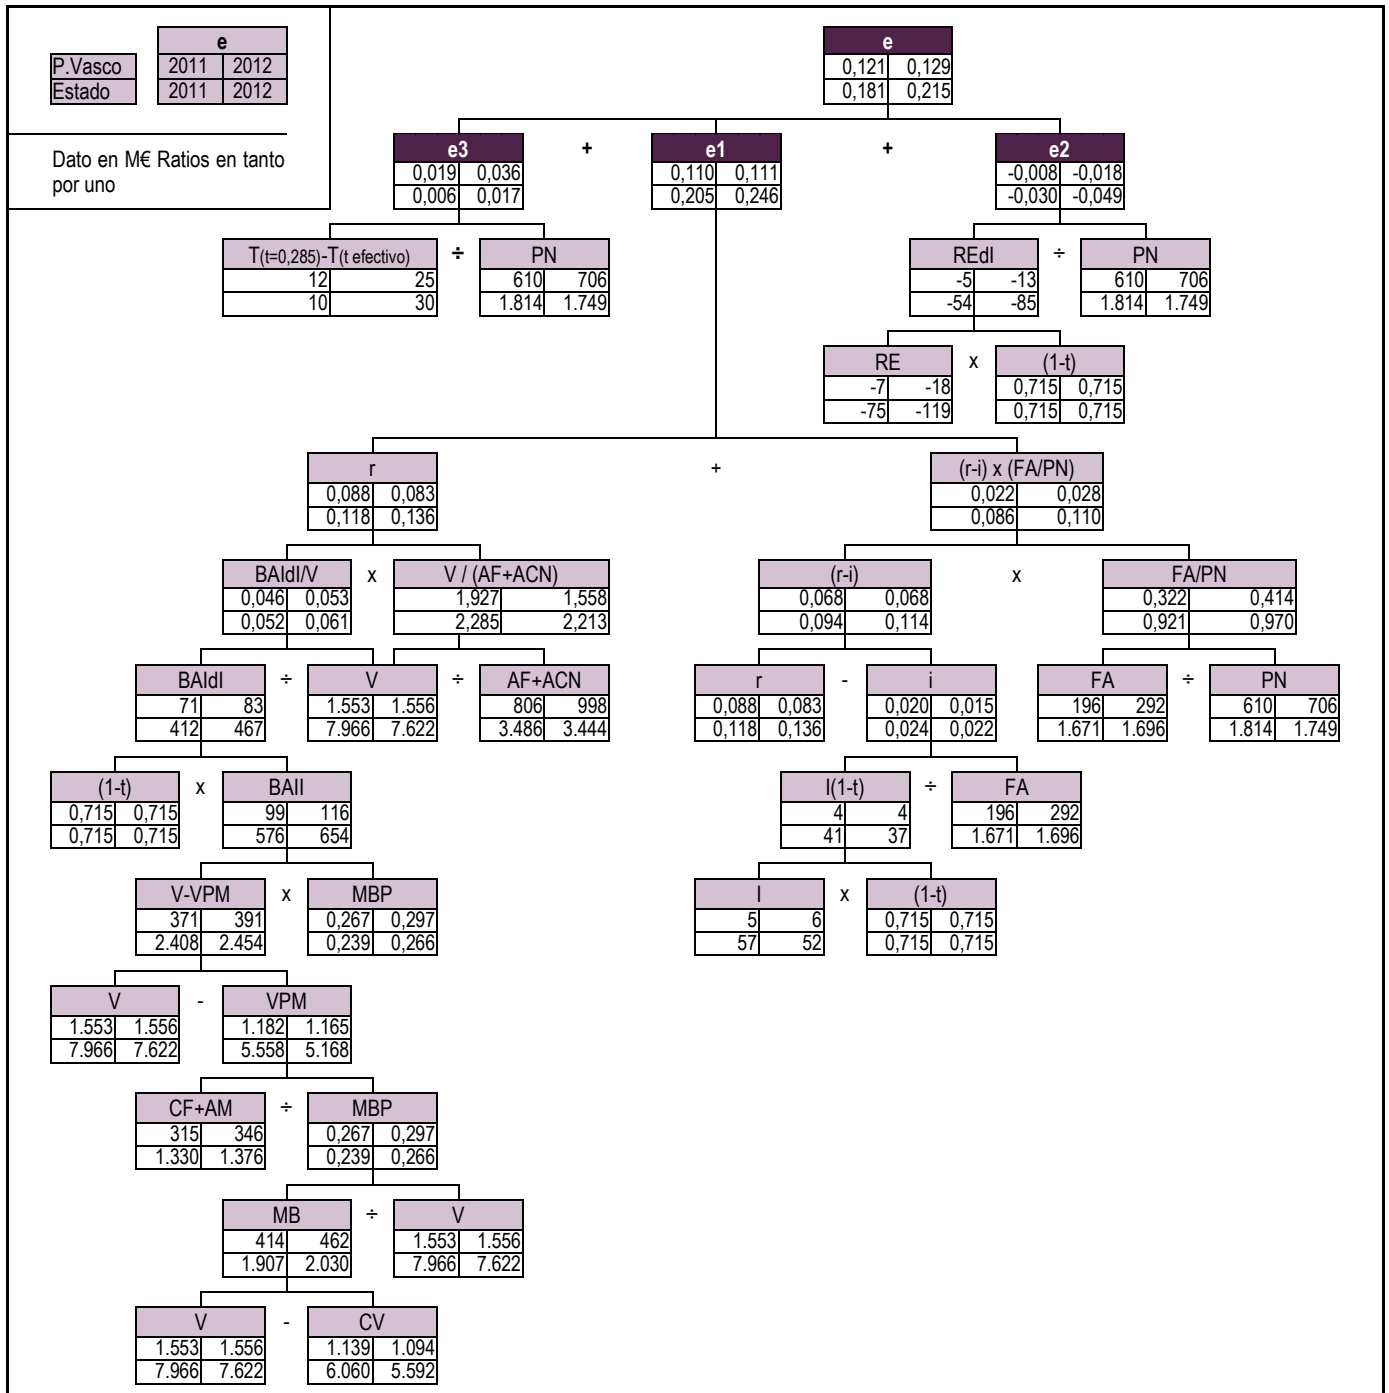 e
P.Vasco 2011 2012
Estado 2011 2012
Dato en M€ Ratios en tanto
por uno
e
0,121 0,129
0,181 0,215
e3 + e1 + e2
0,019 0,036 0,110 0,111 -0,008 -0,018
0,006 0,017 0,205 0,246 -0,030 -0,049
T(t=0,285)-T(t efectivo) ÷ PN REdI ÷ PN
12 25 610 706 -5 -13 610 706
10 30 1.814 1.749 -54 -85 1.814 1.749
RE x (1-t)
-7 -18 0,715 0,715
-75 -119 0,715 0,715
r + (r-i) x (FA/PN)
0,088 0,083 0,022 0,028
0,118 0,136 0,086 0,110
BAIdI/V x V / (AF+ACN) (r-i) x FA/PN
0,046 0,053 1,927 1,558 0,068 0,068 0,322 0,414
0,052 0,061 2,285 2,213 0,094 0,114 0,921 0,970
BAIdI ÷ V ÷ AF+ACN r - i FA ÷ PN
71 83 1.553 1.556 806 998 0,088 0,083 0,020 0,015 196 292 610 706
412 467 7.966 7.622 3.486 3.444 0,118 0,136 0,024 0,022 1.671 1.696 1.814 1.749
(1-t) x BAII I(1-t) ÷ FA
0,715 0,715 99 116 4 4 196 292
0,715 0,715 576 654 41 37 1.671 1.696
V-VPM x MBP I x (1-t)
371 391 0,267 0,297 5 6 0,715 0,715
2.408 2.454 0,239 0,266 57 52 0,715 0,715
V - VPM
1.553 1.556 1.182 1.165
7.966 7.622 5.558 5.168
CF+AM ÷ MBP
315 346 0,267 0,297
1.330 1.376 0,239 0,266
MB ÷ V
414 462 1.553 1.556
1.907 2.030 7.966 7.622
V - CV
1.553 1.556 1.139 1.094
7.966 7.622 6.060 5.592